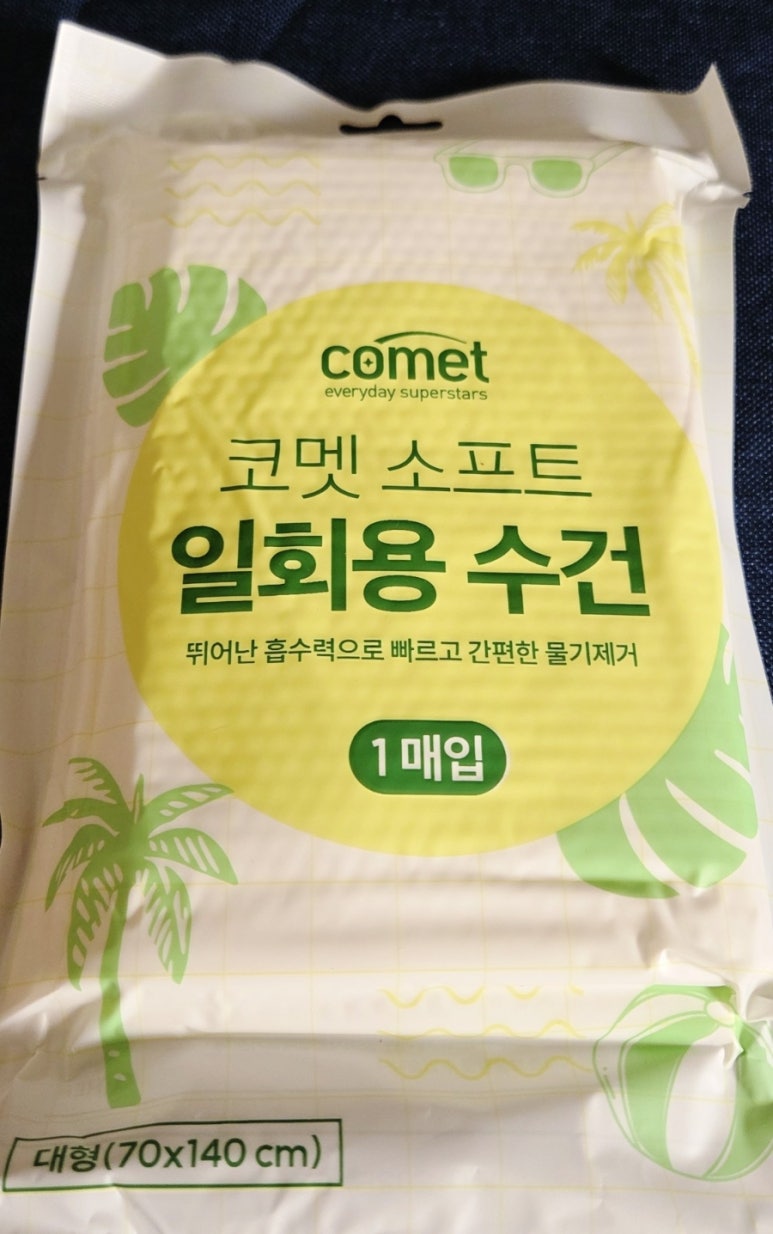 comet
everyday superstars
코멧 소프트
일회용 수건
뛰어난 흡수력으로 빠르고 간편한 물기제거
1 매입
대형(70x140 cm)